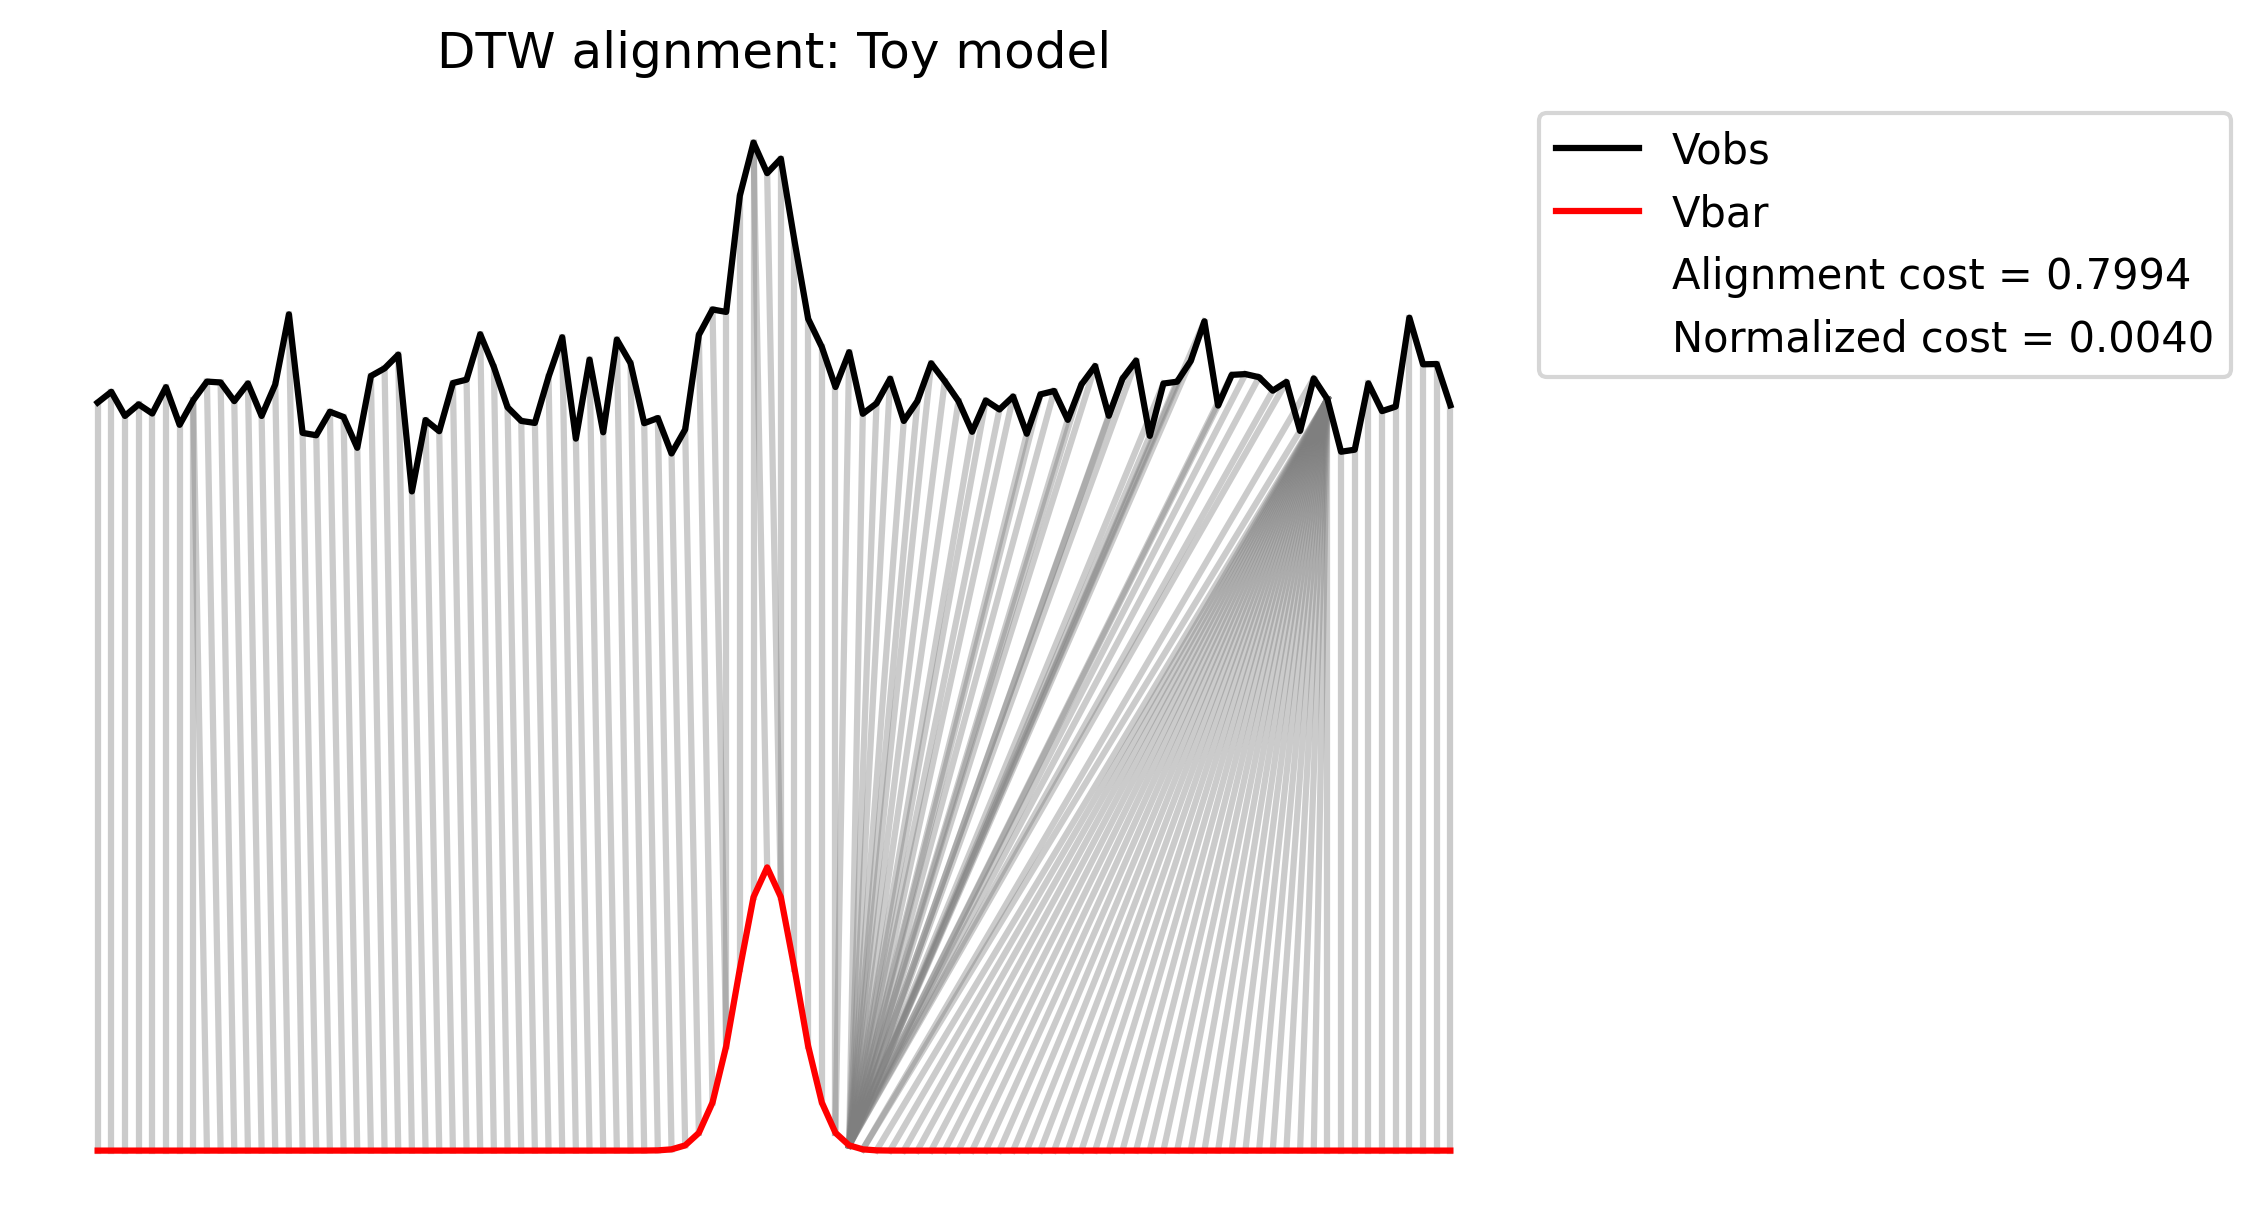 DTW alignment: Toy model
Vobs
Vbar
Alignment cost = 0.7994
Normalized cost = 0.0040